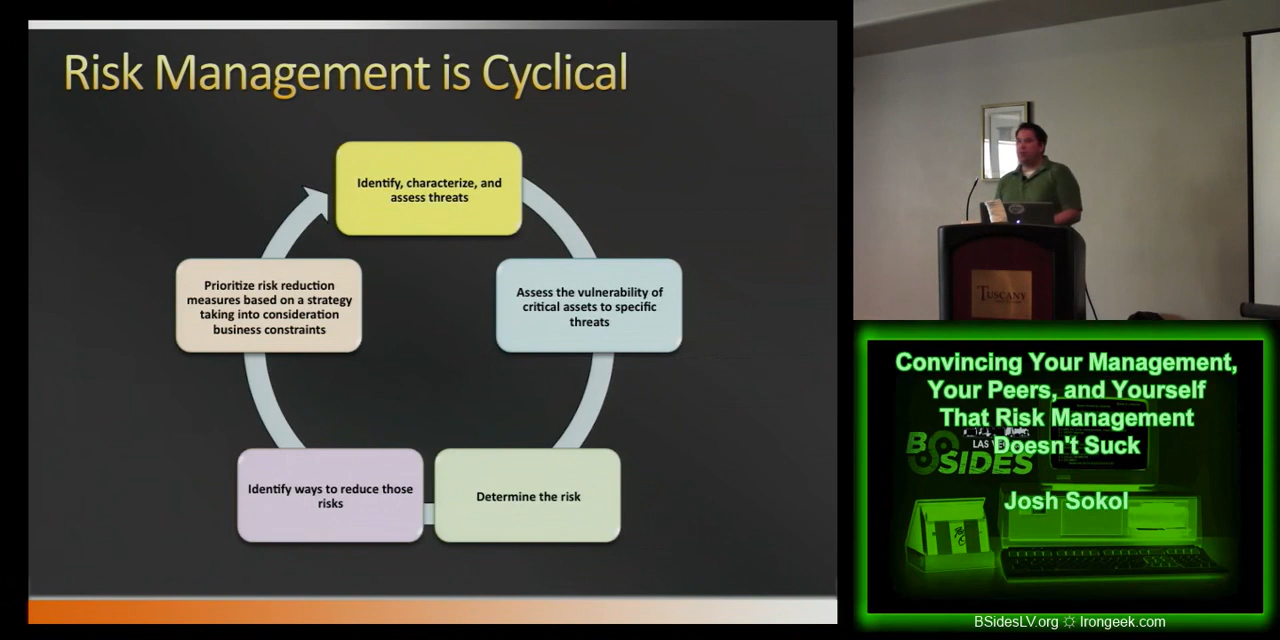 Risk Management is Cyclical
Identify, characterize, and
assess threats
Assess the vulnerability of
critical assets to specific
threats
Determine the risk
Identify ways to reduce those
risks
Prioritize risk reduction
measures based on a strategy
taking into consideration
business constraints
TUSCANY
Convincing Your Management,
Your Peers, and Yourself
That Risk Management
Doesn't Suck
LAS VEGAS
BSIDES
Josh Sokol
BSidesLV.org ☼ Irongeek.com